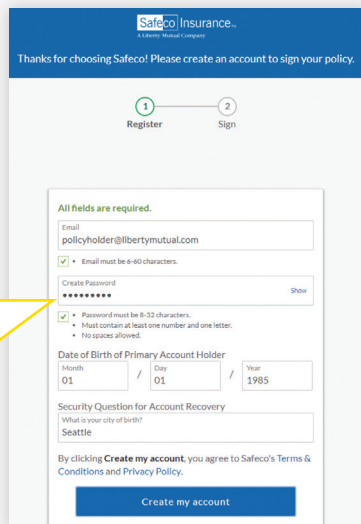 Safeco Insurance™
A Liberty Mutual Company
Thanks for choosing Safeco! Please create an account to sign your policy.
1 2
Register Sign
All fields are required.
Email
policyholder@libertymutual.com
• Email must be 6-60 characters.
Create Password
••••••••• Show
• Password must be 8-32 characters.
• Must contain at least one number and one letter.
• No spaces allowed.
Date of Birth of Primary Account Holder
Month Day Year
01 / 01 / 1985
Security Question for Account Recovery
What is your city of birth?
Seattle
By clicking Create my account, you agree to Safeco's Terms &
Conditions and Privacy Policy.
Create my account